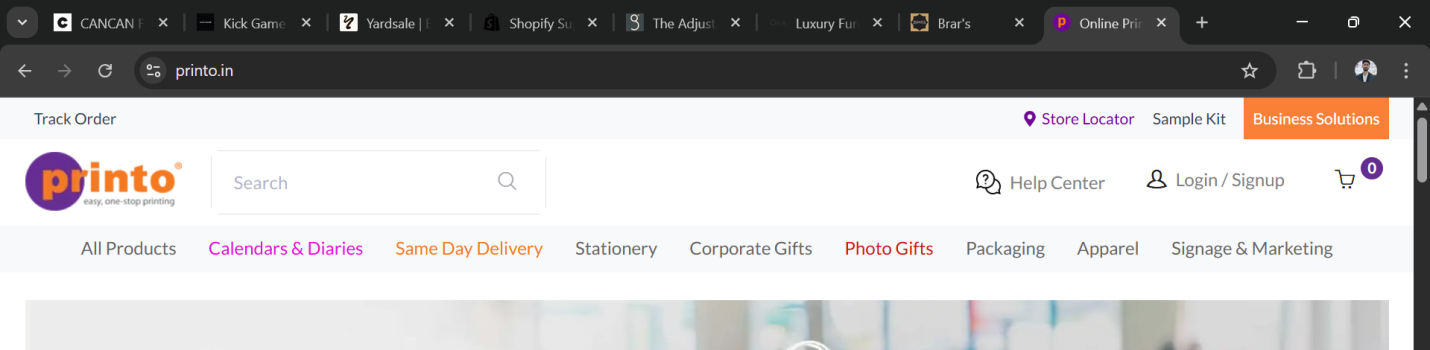 CANCAN Kick Game Yardsale | Shopify Su The Adjust Luxury Fur Brar's Online Prin
printo.in
Track Order Store Locator Sample Kit Business Solutions
printo®
easy, one-stop printing
Search Help Center Login / Signup 0
All Products Calendars & Diaries Same Day Delivery Stationery Corporate Gifts Photo Gifts Packaging Apparel Signage & Marketing